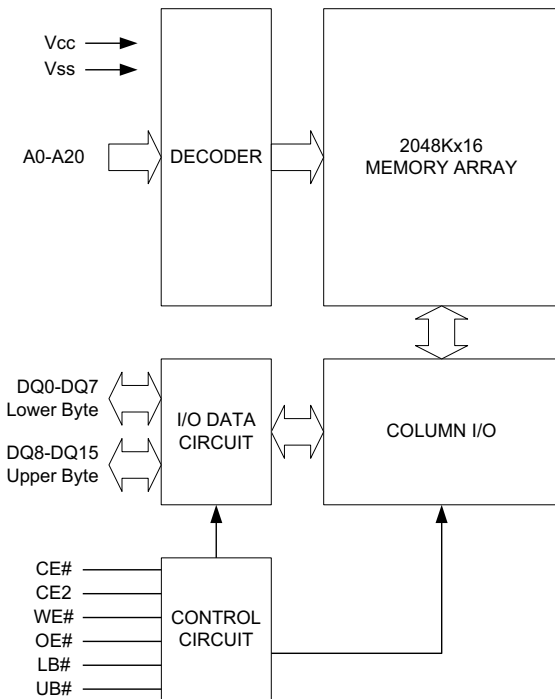 Vcc
Vss
A0-A20
DECODER
2048Kx16
MEMORY ARRAY
DQ0-DQ7
Lower Byte
DQ8-DQ15
Upper Byte
I/O DATA
CIRCUIT
COLUMN I/O
CE#
CE2
WE#
OE#
LB#
UB#
CONTROL
CIRCUIT